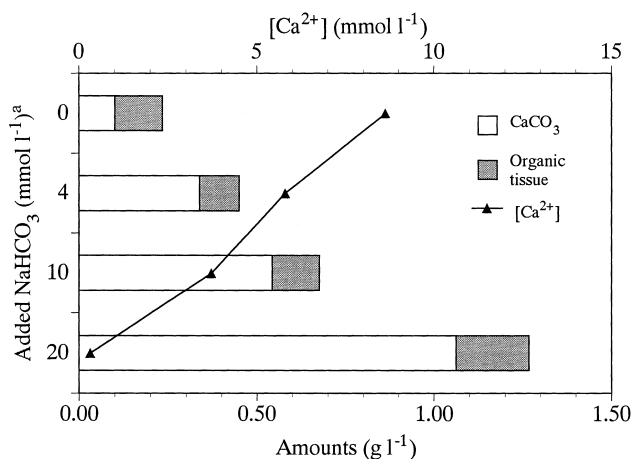 [Ca²⁺] (mmol l⁻¹)
0 5 10 15
Added NaHCO₃ (mmol l⁻¹)ᵃ
0
4
10
20
CaCO₃
Organic
tissue
[Ca²⁺]
0.00 0.50 1.00 1.50
Amounts (g l⁻¹)